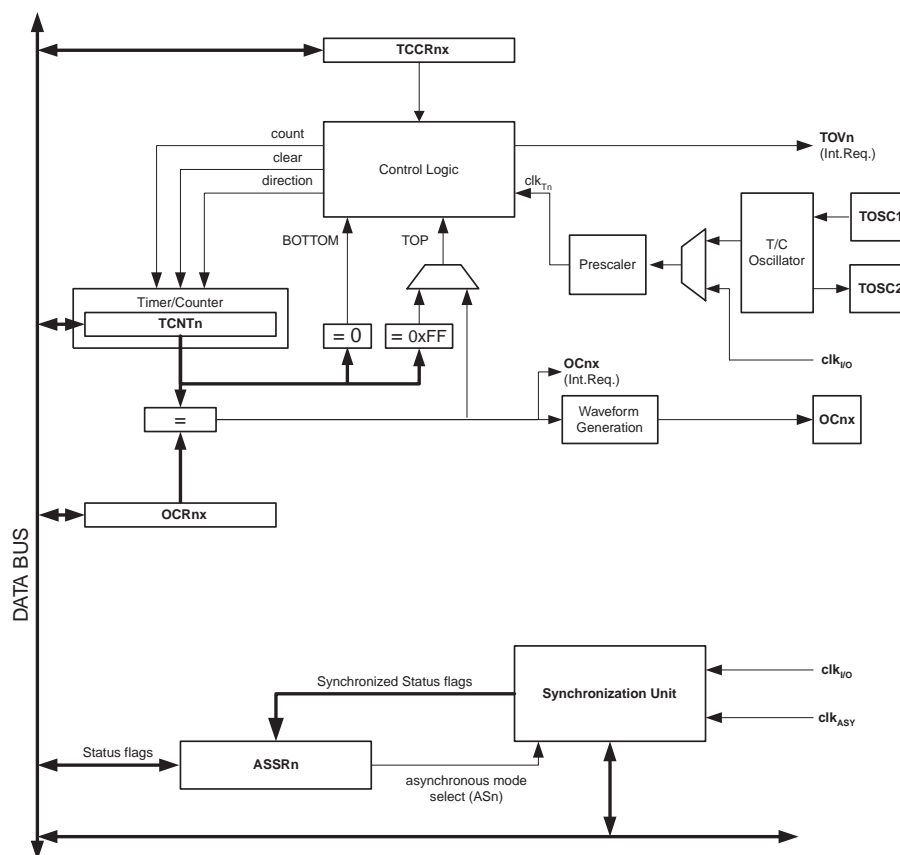 TCCRnx
count
clear
direction
Control Logic
TOVn
(Int.Req.)
clkTn
BOTTOM
TOP
TOSC1
T/C
Oscillator
Prescaler
TOSC2
Timer/Counter
TCNTn
= 0
= 0xFF
clkI/O
OCnx
(Int.Req.)
=
Waveform
Generation
OCnx
OCRnx
DATA BUS
Synchronized Status flags
Synchronization Unit
clkI/O
clkASY
Status flags
ASSRn
asynchronous mode
select (ASn)